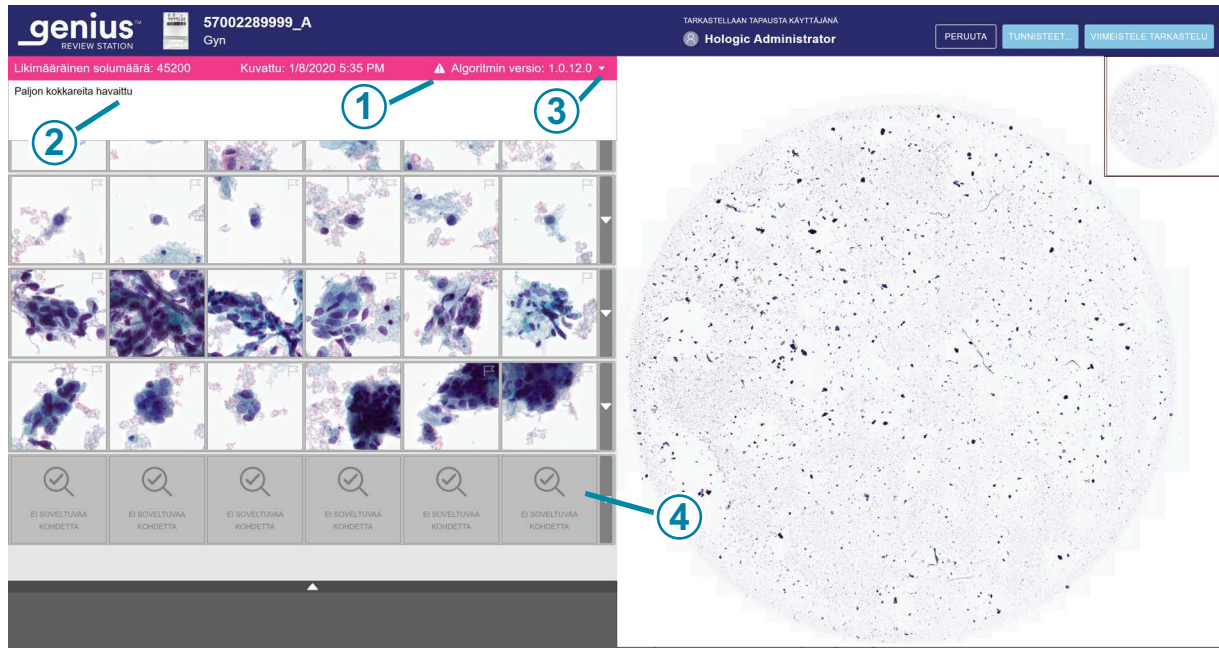 genius™
REVIEW STATION
57002289999_A
Gyn
TARKASTELLAAN TAPAUSTA KÄYTTÄJÄNÄ
Hologic Administrator
PERUUTA
TUNNISTEET...
VIIMEISTELE TARKASTELU
Likimääräinen solumäärä: 45200
Kuvattu: 1/8/2020 5:35 PM
Algoritmin versio: 1.0.12.0
Paljon kokkareita havaittu
1
2
3
EI SOVELTUVAA
KOHDETTA
EI SOVELTUVAA
KOHDETTA
EI SOVELTUVAA
KOHDETTA
EI SOVELTUVAA
KOHDETTA
EI SOVELTUVAA
KOHDETTA
EI SOVELTUVAA
KOHDETTA
4